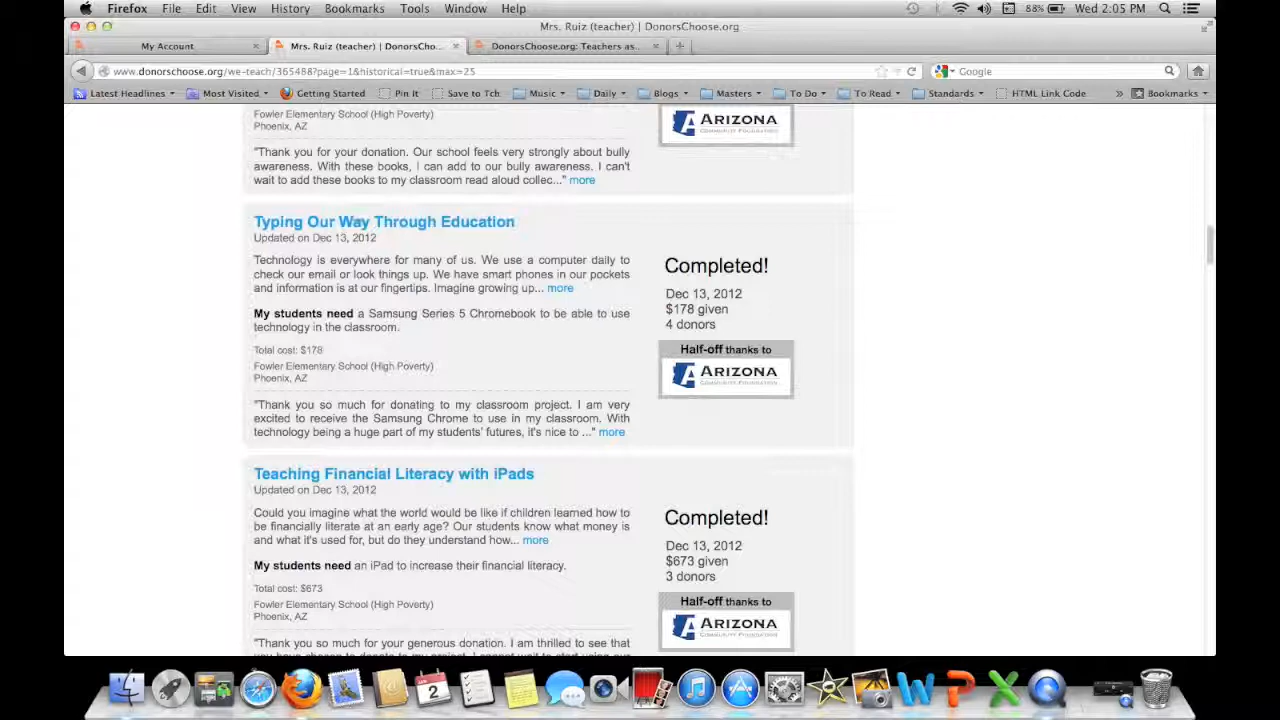 Firefox File Edit View History Bookmarks Tools Window Help 88% Wed 2:05 PM
Mrs. Ruiz (teacher) | DonorsChoose.org
My Account Mrs. Ruiz (teacher) | DonorsCho... DonorsChoose.org: Teachers as...
www.donorschoose.org/we-teach/365488?page=1&historical=true&max=25 Google
Latest Headlines Most Visited Getting Started Pin It Save to Tch Music Daily Blogs Masters To Do To Read Standards HTML Link Code » Bookmarks
Fowler Elementary School (High Poverty)
Phoenix, AZ
ARIZONA
COMMUNITY FOUNDATION
"Thank you for your donation. Our school feels very strongly about bully
awareness. With these books, I can add to our bully awareness. I can't
wait to add these books to my classroom read aloud collec..." more
Typing Our Way Through Education
Updated on Dec 13, 2012
Technology is everywhere for many of us. We use a computer daily to
check our email or look things up. We have smart phones in our pockets
and information is at our fingertips. Imagine growing up... more
My students need a Samsung Series 5 Chromebook to be able to use
technology in the classroom.
Total cost: $178
Fowler Elementary School (High Poverty)
Phoenix, AZ
"Thank you so much for donating to my classroom project. I am very
excited to receive the Samsung Chrome to use in my classroom. With
technology being a huge part of my students' futures, it's nice to ..." more
Completed!
Dec 13, 2012
$178 given
4 donors
Half-off thanks to
ARIZONA
COMMUNITY FOUNDATION
Teaching Financial Literacy with iPads
Updated on Dec 13, 2012
Could you imagine what the world would be like if children learned how to
be financially literate at an early age? Our students know what money is
and what it's used for, but do they understand how... more
My students need an iPad to increase their financial literacy.
Total cost: $673
Fowler Elementary School (High Poverty)
Phoenix, AZ
"Thank you so much for your generous donation. I am thrilled to see that
Completed!
Dec 13, 2012
$673 given
3 donors
Half-off thanks to
ARIZONA
COMMUNITY FOUNDATION
2